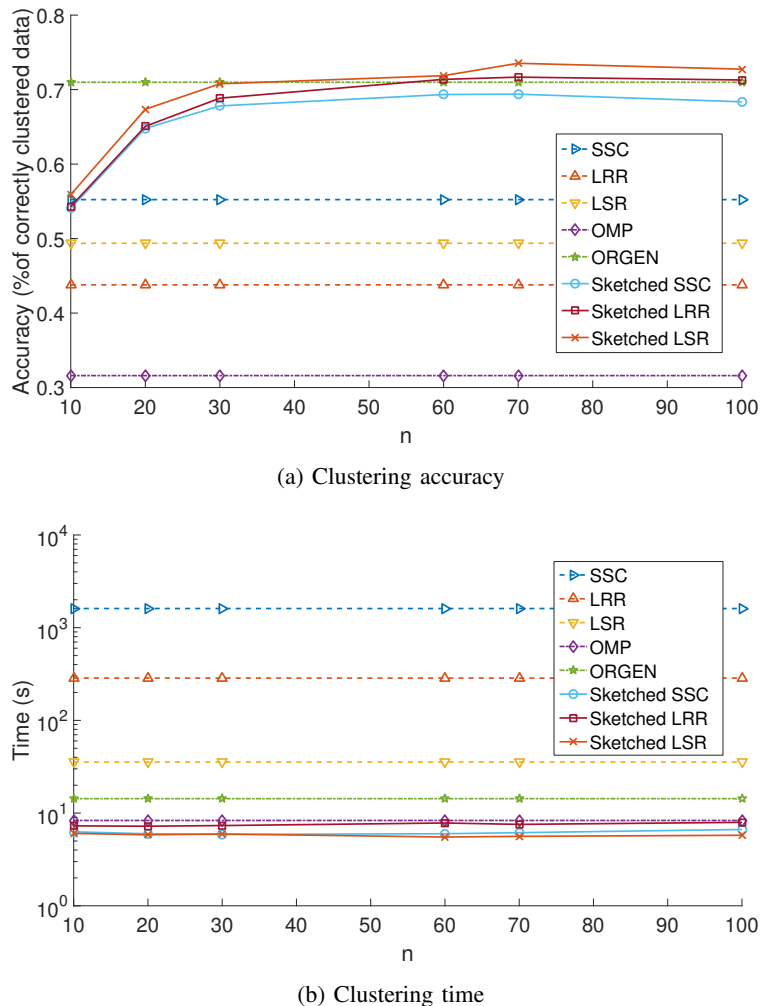 0.8
0.7
0.6
0.5
0.4
0.3
Accuracy (%of correctly clustered data)
SSC
LRR
LSR
OMP
ORGEN
Sketched SSC
Sketched LRR
Sketched LSR
10 20 30 40 50 60 70 80 90 100
n
(a) Clustering accuracy
10^4
10^3
10^2
10^1
10^0
Time (s)
SSC
LRR
LSR
OMP
ORGEN
Sketched SSC
Sketched LRR
Sketched LSR
10 20 30 40 50 60 70 80 90 100
n
(b) Clustering time